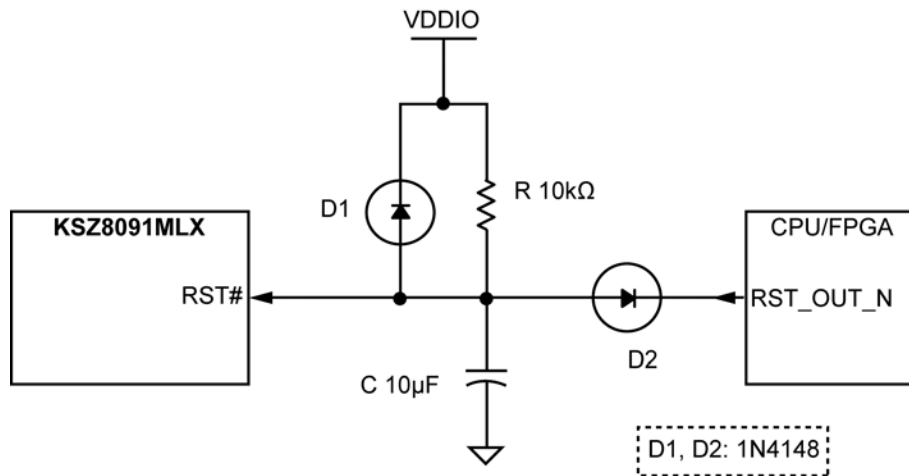 VDDIO
D1
R 10kΩ
KSZ8091MLX
CPU/FPGA
RST#
RST_OUT_N
D2
C 10µF
D1, D2: 1N4148